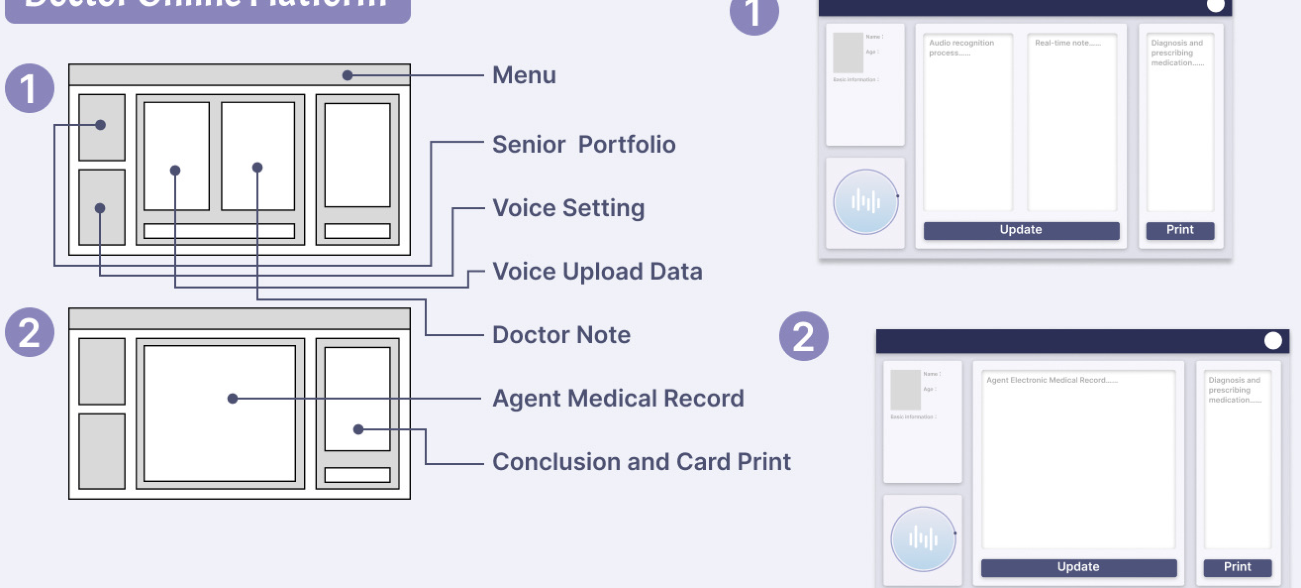 Doctor Online Platform
1
Menu
Senior Portfolio
Voice Setting
Voice Upload Data
Doctor Note
2
Agent Medical Record
Conclusion and Card Print
1
Name :
Age :
Basic Information :
Audio recognition
process......
Real-time note......
Diagnosis and
prescribing
medication......
Update
Print
2
Name :
Age :
Basic Information :
Agent Electronic Medical Record......
Diagnosis and
prescribing
medication......
Update
Print